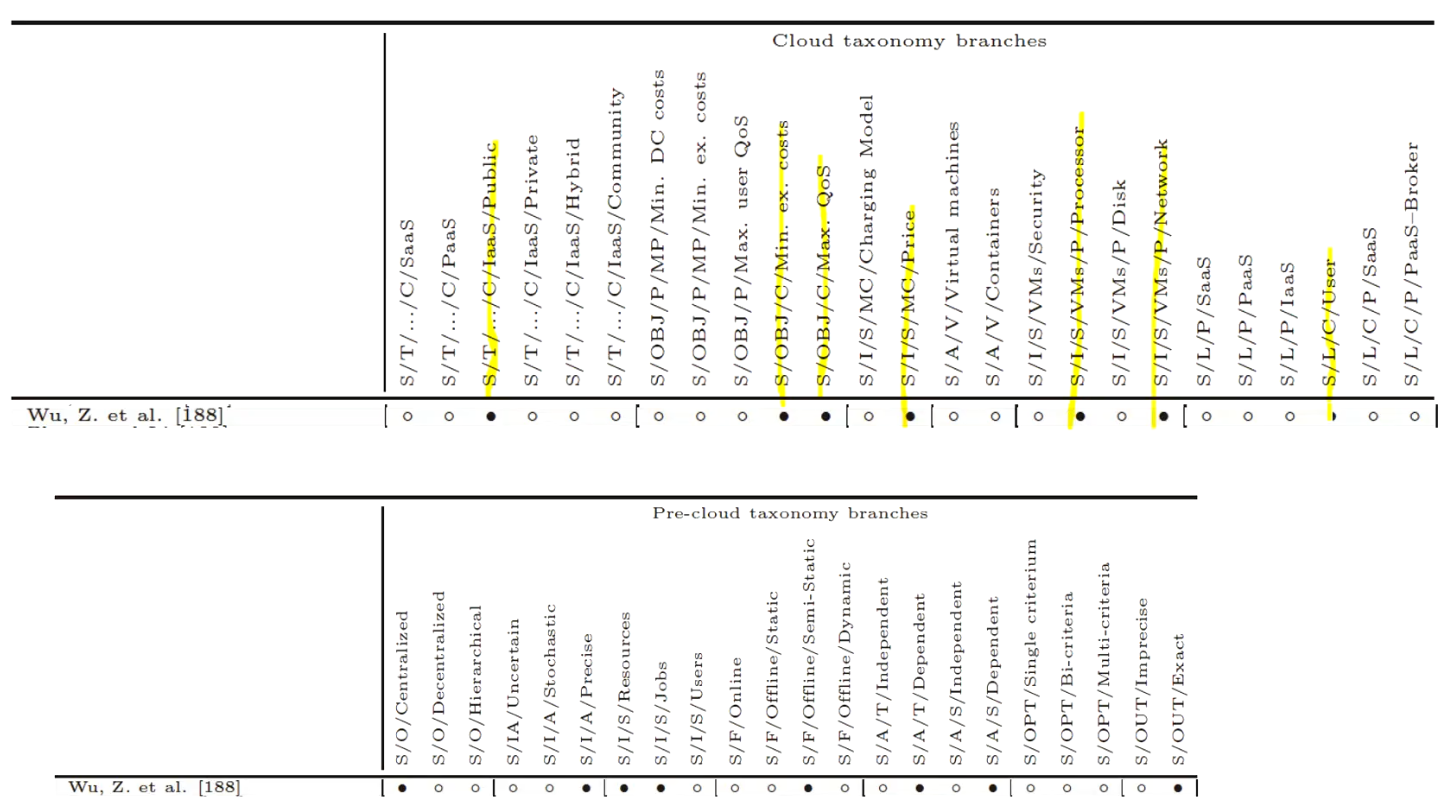 Cloud taxonomy branches
S/T/.../C/SaaS
S/T/.../C/PaaS
S/T/.../C/IaaS/Public
S/T/.../C/IaaS/Private
S/T/.../C/IaaS/Hybrid
S/T/.../C/IaaS/Community
S/OBJ/P/MP/Min. DC costs
S/OBJ/P/MP/Min. ex. costs
S/OBJ/P/Max. user QoS
S/OBJ/C/Min. ex. costs
S/OBJ/C/Max. QoS
S/I/S/MC/Charging Model
S/I/S/MC/Price
S/A/V/Virtual machines
S/A/V/Containers
S/I/S/VMs/Security
S/I/S/VMs/P/Processor
S/I/S/VMs/P/Disk
S/I/S/VMs/P/Network
S/L/P/SaaS
S/L/P/PaaS
S/L/P/IaaS
S/L/C/User
S/L/C/P/SaaS
S/L/C/P/PaaS–Broker
Wu, Z. et al. [188]
Pre-cloud taxonomy branches
S/O/Centralized
S/O/Decentralized
S/O/Hierarchical
S/IA/Uncertain
S/I/A/Stochastic
S/I/A/Precise
S/I/S/Resources
S/I/S/Jobs
S/I/S/Users
S/F/Online
S/F/Offline/Static
S/F/Offline/Semi-Static
S/F/Offline/Dynamic
S/A/T/Independent
S/A/T/Dependent
S/A/S/Independent
S/A/S/Dependent
S/OPT/Single criterium
S/OPT/Bi-criteria
S/OPT/Multi-criteria
S/OUT/Imprecise
S/OUT/Exact
Wu, Z. et al. [188]